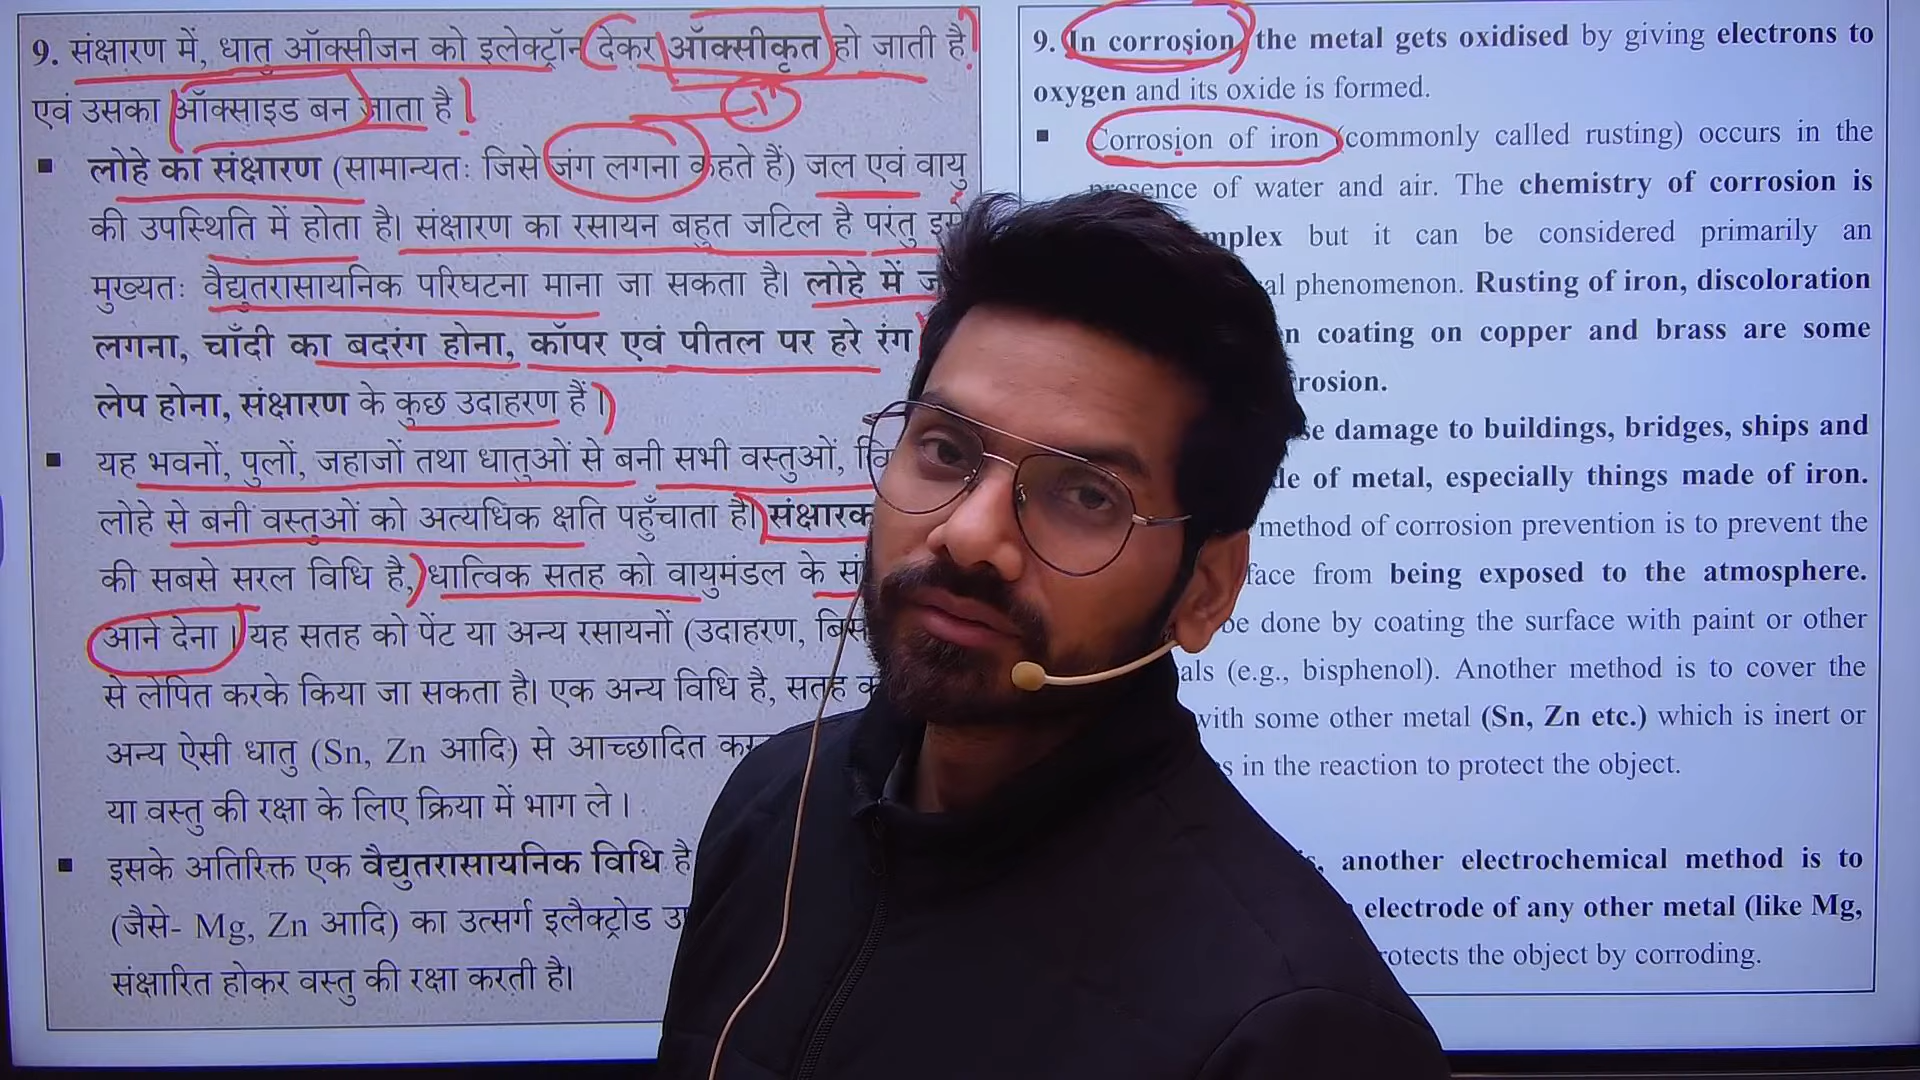 9. संक्षारण में, धातु ऑक्सीजन को इलेक्ट्रॉन देकर ऑक्सीकृत हो जाती है
एवं उसका ऑक्साइड बन जाता है
▪ लोहे का संक्षारण (सामान्यतः जिसे जंग लगना कहते हैं) जल एवं वायु
की उपस्थिति में होता है। संक्षारण का रसायन बहुत जटिल है परंतु इसे
मुख्यतः वैद्युतरासायनिक परिघटना माना जा सकता है। लोहे में
लगना, चाँदी का बदरंग होना, कॉपर एवं पीतल पर हरे रंग
लेप होना, संक्षारण के कुछ उदाहरण हैं।
▪ यह भवनों, पुलों, जहाजों तथा धातुओं से बनी सभी वस्तुओं,
लोहे से बनी वस्तुओं को अत्यधिक क्षति पहुँचाता है।
की सबसे सरल विधि है, धात्विक सतह को वायुमंडल के
आने देना। यह सतह को पेंट या अन्य रसायनों (उदाहरण,
से लेपित करके किया जा सकता है। एक अन्य विधि है, सतह
अन्य ऐसी धातु (Sn, Zn आदि) से आच्छादित
या वस्तु की रक्षा के लिए क्रिया में भाग ले।
▪ इसके अतिरिक्त एक वैद्युतरासायनिक विधि है
(जैसे- Mg, Zn आदि) का उत्सर्ग इलैक्ट्रोड
संक्षारित होकर वस्तु की रक्षा करती है।
9. In corrosion, the metal gets oxidised by giving electrons to
oxygen and its oxide is formed.
▪ Corrosion of iron (commonly called rusting) occurs in the
presence of water and air. The chemistry of corrosion is
but it can be considered primarily an
phenomenon. Rusting of iron, discoloration
coating on copper and brass are some
damage to buildings, bridges, ships and
of metal, especially things made of iron.
method of corrosion prevention is to prevent the
from being exposed to the atmosphere.
be done by coating the surface with paint or other
(e.g., bisphenol). Another method is to cover the
with some other metal (Sn, Zn etc.) which is inert or
in the reaction to protect the object.
another electrochemical method is to
electrode of any other metal (like Mg,
protects the object by corroding.